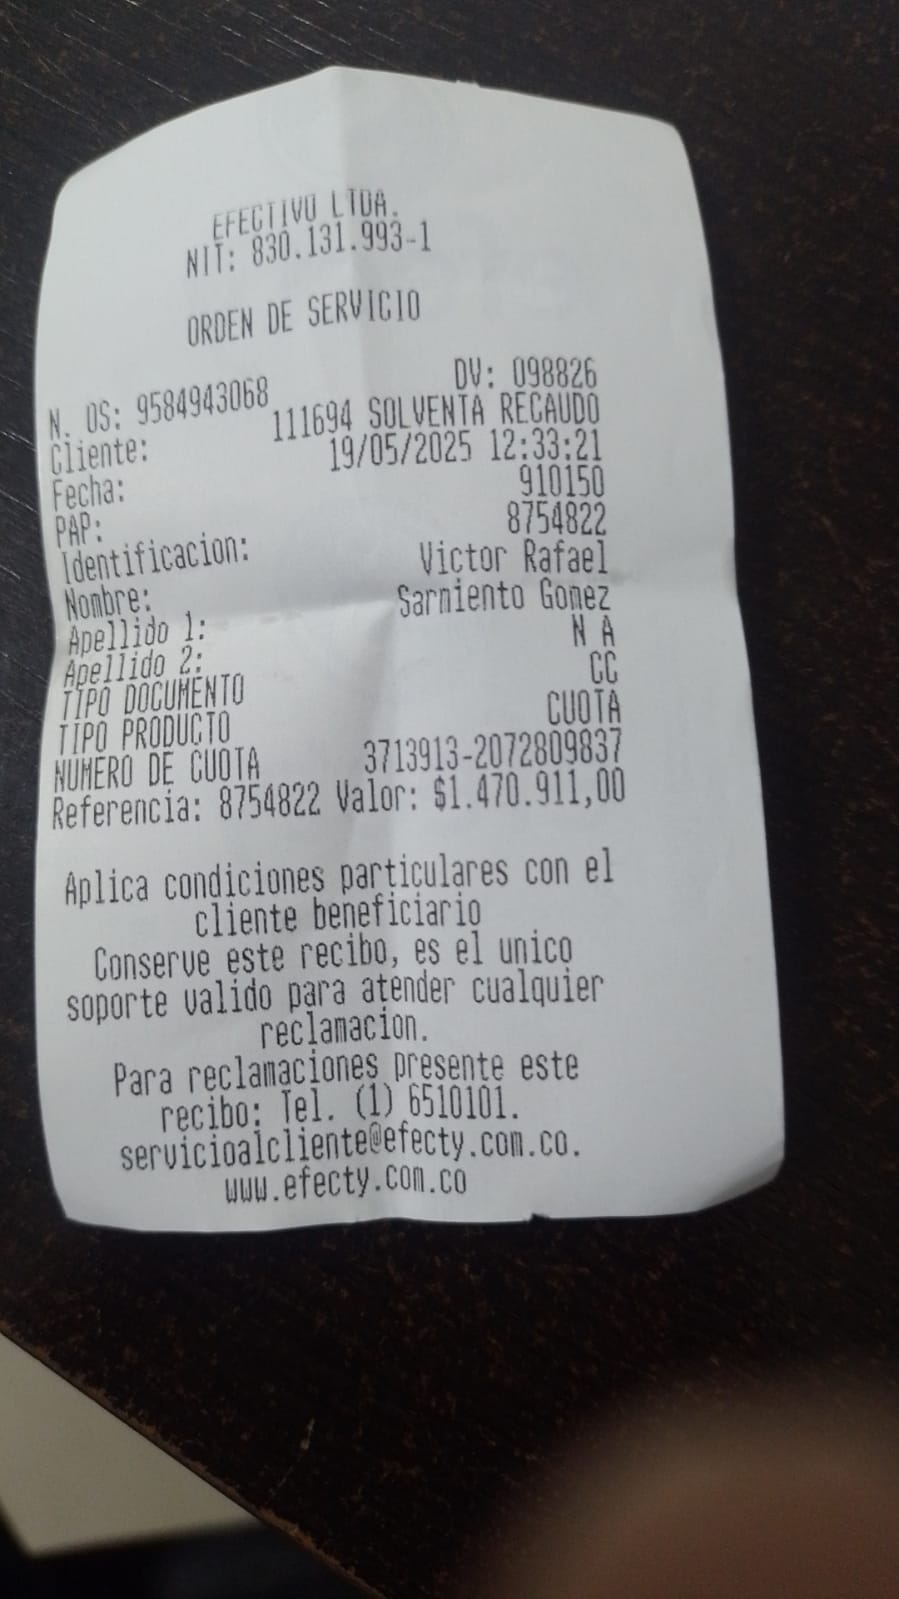 EFECTIVO LTDA.
NIT: 830.131.993-1
ORDEN DE SERVICIO
N. OS: 9584943068 DV: 098826
Cliente: 111694 SOLVENTA RECAUDO
Fecha: 19/05/2025 12:33:21
PAP: 910150
Identificacion: 8754822
Nombre: Victor Rafael
Apellido 1: Sarmiento Gomez
Apellido 2: N A
TIPO DOCUMENTO CC
TIPO PRODUCTO CUOTA
NUMERO DE CUOTA 3713913-2072809837
Referencia: 8754822 Valor: $1.470.911,00
Aplica condiciones particulares con el
cliente beneficiario
Conserve este recibo, es el unico
soporte valido para atender cualquier
reclamacion.
Para reclamaciones presente este
recibo: Tel. (1) 6510101.
servicioalcliente@efecty.com.co.
www.efecty.com.co